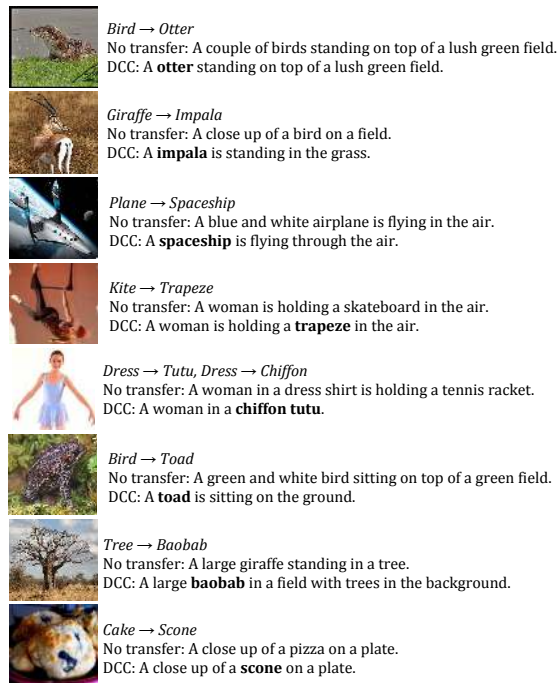 Bird → Otter
No transfer: A couple of birds standing on top of a lush green field.
DCC: A otter standing on top of a lush green field.
Giraffe → Impala
No transfer: A close up of a bird on a field.
DCC: A impala is standing in the grass.
Plane → Spaceship
No transfer: A blue and white airplane is flying in the air.
DCC: A spaceship is flying through the air.
Kite → Trapeze
No transfer: A woman is holding a skateboard in the air.
DCC: A woman is holding a trapeze in the air.
Dress → Tutu, Dress → Chiffon
No transfer: A woman in a dress shirt is holding a tennis racket.
DCC: A woman in a chiffon tutu.
Bird → Toad
No transfer: A green and white bird sitting on top of a green field.
DCC: A toad is sitting on the ground.
Tree → Baobab
No transfer: A large giraffe standing in a tree.
DCC: A large baobab in a field with trees in the background.
Cake → Scone
No transfer: A close up of a pizza on a plate.
DCC: A close up of a scone on a plate.